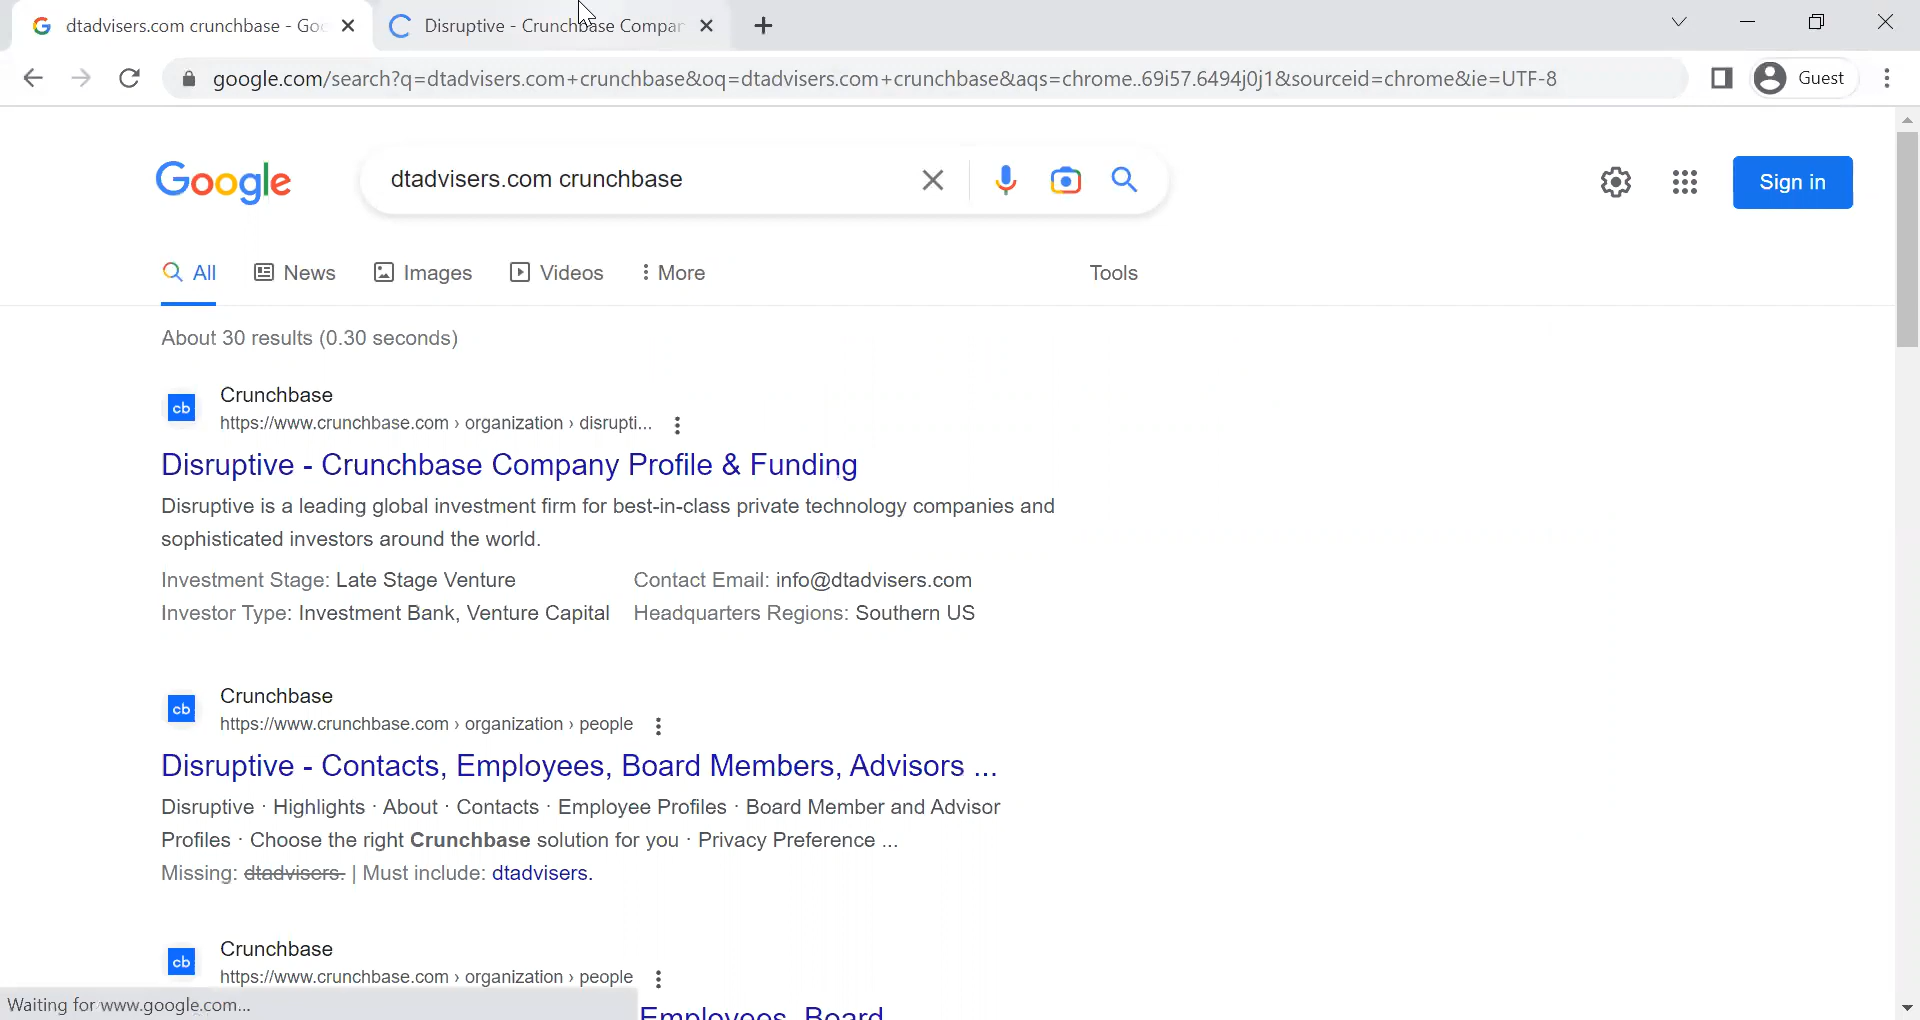 dtadvisers.com crunchbase - Goo
Disruptive - Crunchbase Compan
google.com/search?q=dtadvisers.com+crunchbase&oq=dtadvisers.com+crunchbase&aqs=chrome..69i57.6494j0j1&sourceid=chrome&ie=UTF-8
Guest
Google
dtadvisers.com crunchbase
Sign in
All
News
Images
Videos
More
Tools
About 30 results (0.30 seconds)
cb
Crunchbase
https://www.crunchbase.com › organization › disrupti...
Disruptive - Crunchbase Company Profile & Funding
Disruptive is a leading global investment firm for best-in-class private technology companies and
sophisticated investors around the world.
Investment Stage: Late Stage Venture
Contact Email: info@dtadvisers.com
Investor Type: Investment Bank, Venture Capital
Headquarters Regions: Southern US
cb
Crunchbase
https://www.crunchbase.com › organization › people
Disruptive - Contacts, Employees, Board Members, Advisors ...
Disruptive · Highlights · About · Contacts · Employee Profiles · Board Member and Advisor
Profiles · Choose the right Crunchbase solution for you · Privacy Preference ...
Missing: dtadvisers. | Must include: dtadvisers.
cb
Crunchbase
https://www.crunchbase.com › organization › people
Employees, Board
Waiting for www.google.com...